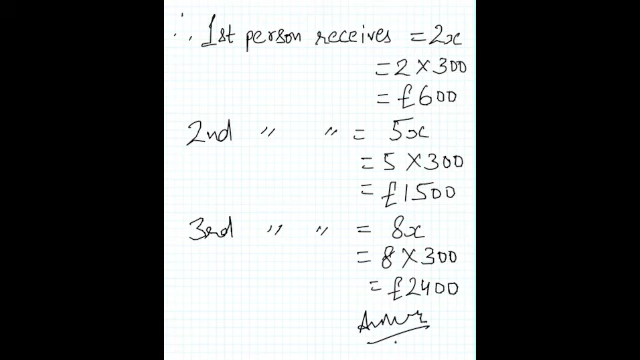 ∴ 1st person receives = 2x
= 2 × 300
= £600
2nd " " = 5x
= 5 × 300
= £1500
3rd " " = 8x
= 8 × 300
= £2400
Answer